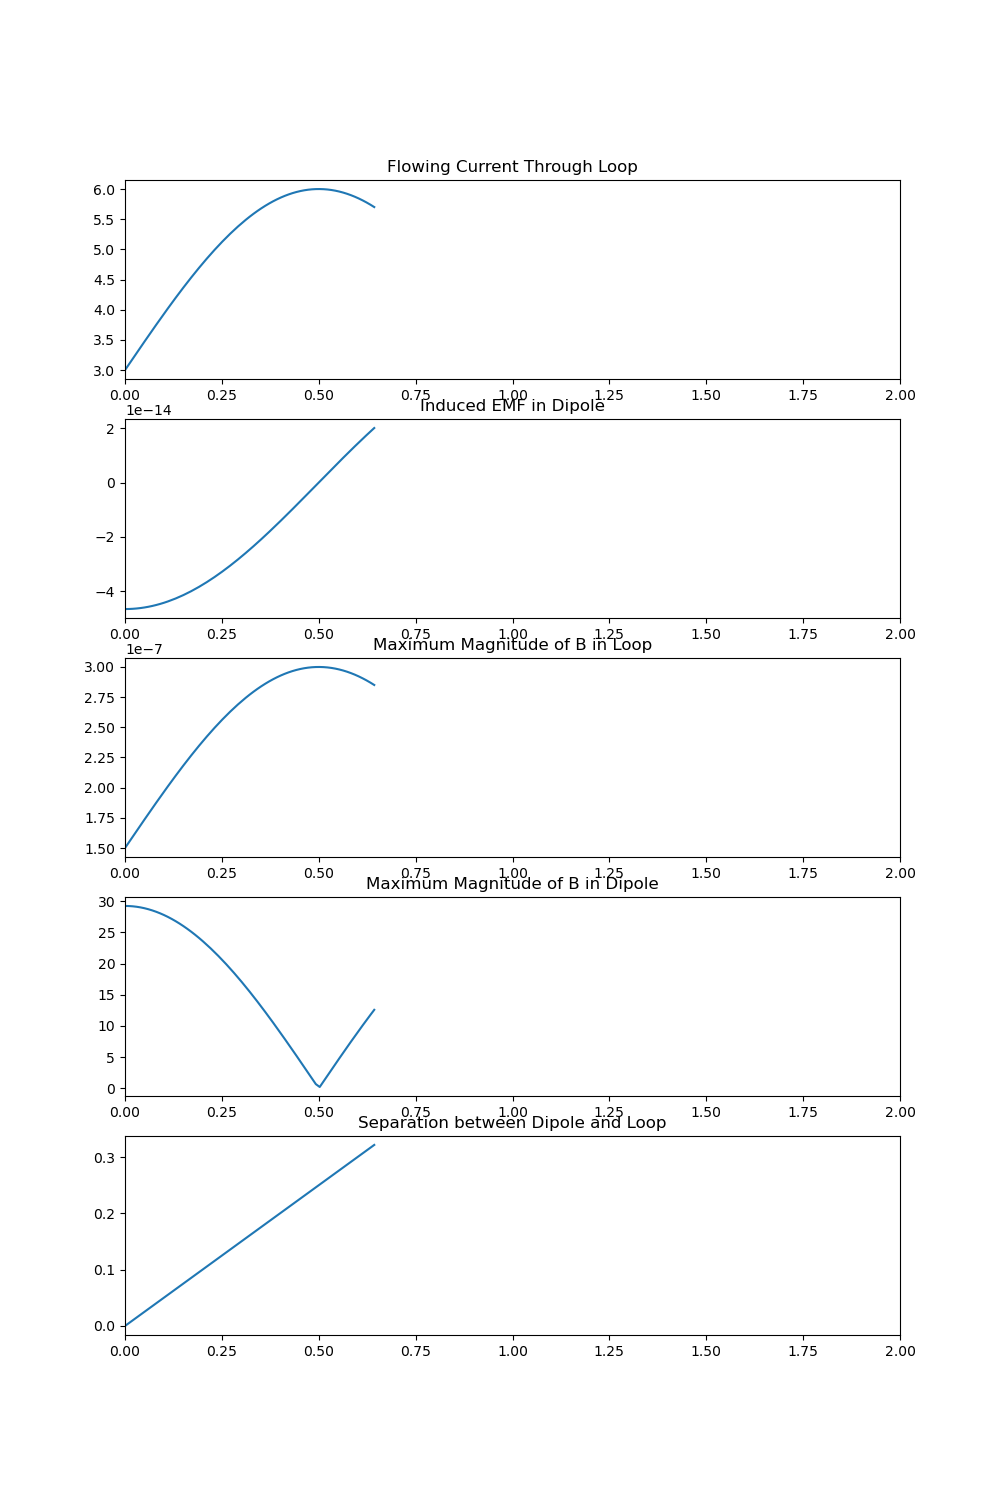 Flowing Current Through Loop
6.0
5.5
5.0
4.5
4.0
3.5
3.0
0.00 0.25 0.50 0.75 1.00 1.25 1.50 1.75 2.00
1e−14
Induced EMF in Dipole
2
0
−2
−4
0.00 0.25 0.50 0.75 1.00 1.25 1.50 1.75 2.00
1e−7
Maximum Magnitude of B in Loop
3.00
2.75
2.50
2.25
2.00
1.75
1.50
0.00 0.25 0.50 0.75 1.00 1.25 1.50 1.75 2.00
Maximum Magnitude of B in Dipole
30
25
20
15
10
5
0
0.00 0.25 0.50 0.75 1.00 1.25 1.50 1.75 2.00
Separation between Dipole and Loop
0.3
0.2
0.1
0.0
0.00 0.25 0.50 0.75 1.00 1.25 1.50 1.75 2.00